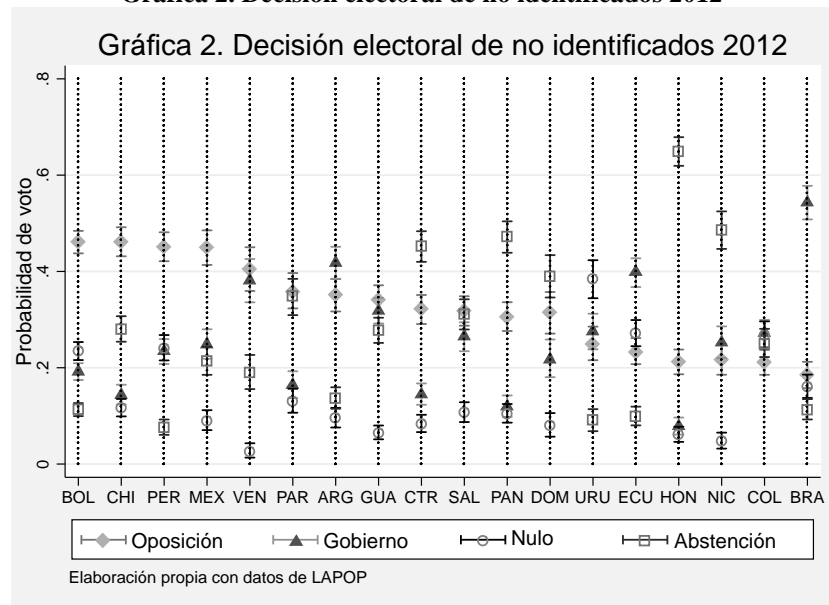 Gráfica 2. Decisión electoral de no identificados 2012
Gráfica 2. Decisión electoral de no identificados 2012
Probabilidad de voto
.8
.6
.4
.2
0
BOL CHI PER MEX VEN PAR ARG GUA CTR SAL PAN DOM URU ECU HON NIC COL BRA
Oposición Gobierno Nulo Abstención
Elaboración propia con datos de LAPOP